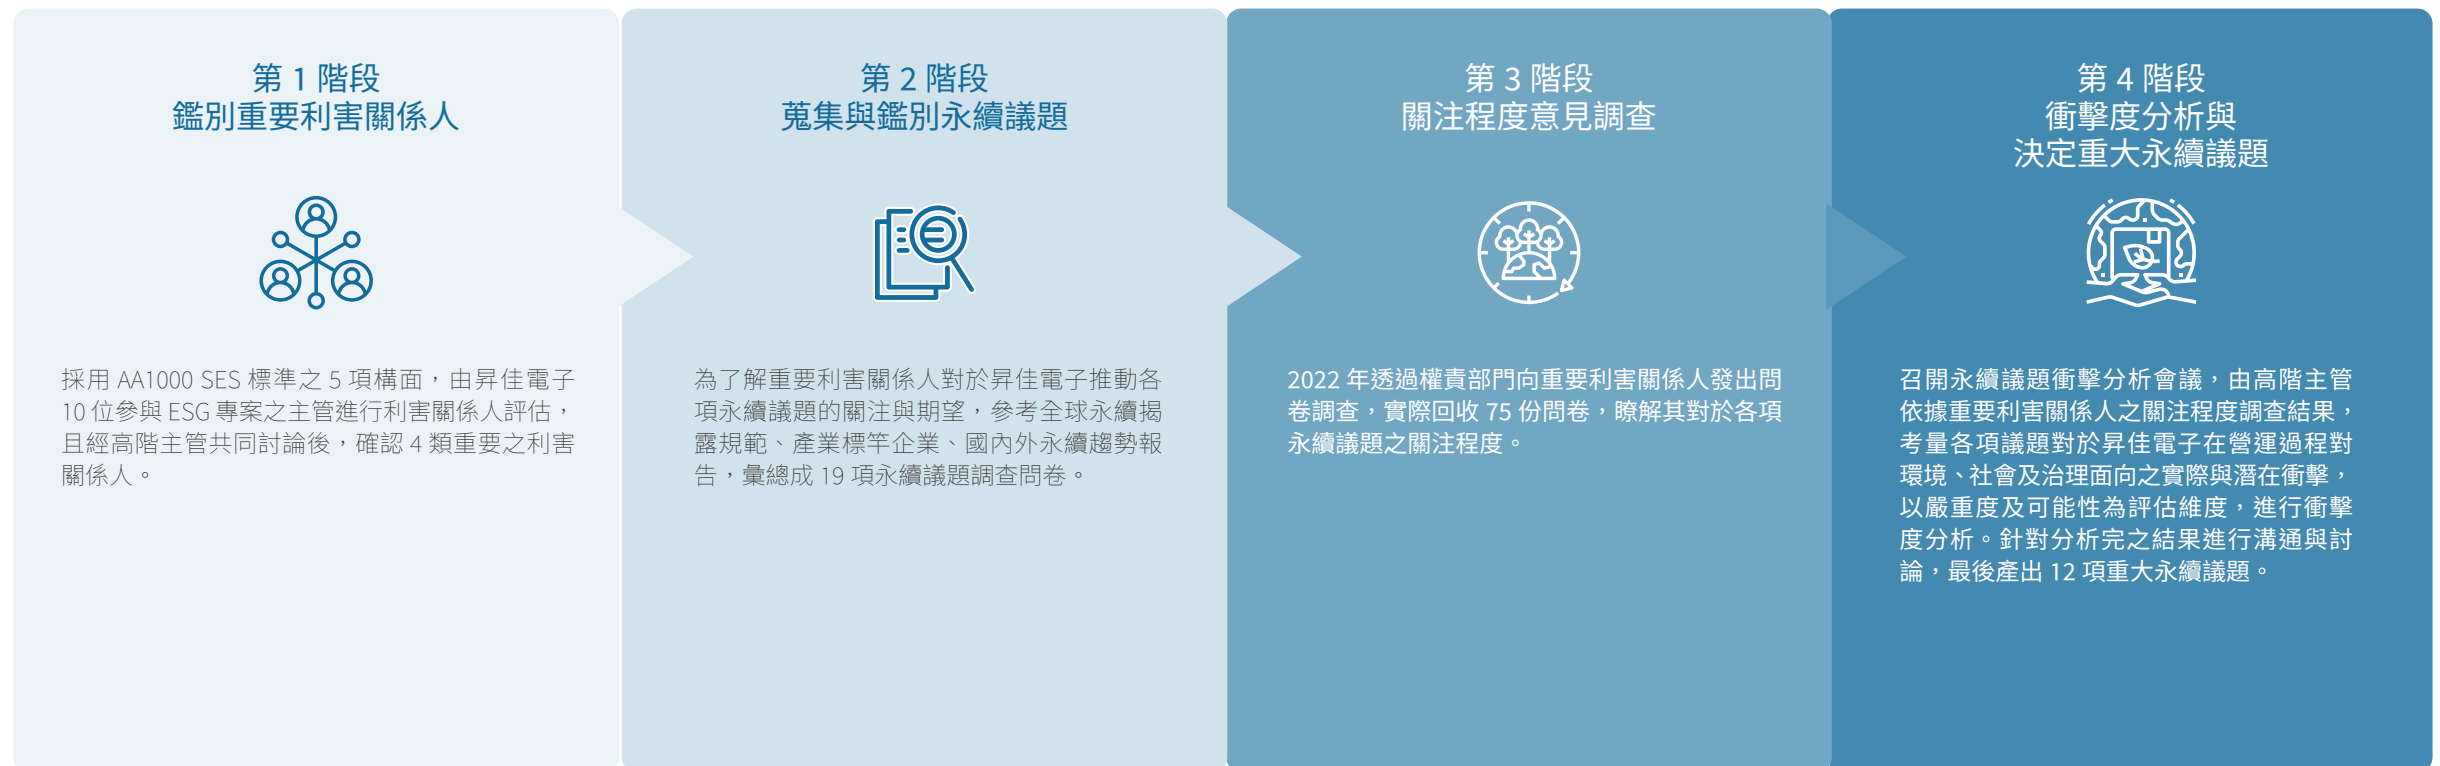 第 1 階段
鑑別重要利害關係人
採用 AA1000 SES 標準之 5 項構面，由昇佳電子
10 位參與 ESG 專案之主管進行利害關係人評估，
且經高階主管共同討論後，確認 4 類重要之利害
關係人。
第 2 階段
蒐集與鑑別永續議題
為了解重要利害關係人對於昇佳電子推動各
項永續議題的關注與期望，參考全球永續揭
露規範、產業標竿企業、國內外永續趨勢報
告，彙總成 19 項永續議題調查問卷。
第 3 階段
關注程度意見調查
2022 年透過權責部門向重要利害關係人發出問
卷調查，實際回收 75 份問卷，瞭解其對於各項
永續議題之關注程度。
第 4 階段
衝擊度分析與
決定重大永續議題
召開永續議題衝擊分析會議，由高階主管
依據重要利害關係人之關注程度調查結果，
考量各項議題對於昇佳電子在營運過程對
環境、社會及治理面向之實際與潛在衝擊，
以嚴重度及可能性為評估維度，進行衝擊
度分析。針對分析完之結果進行溝通與討
論，最後產出 12 項重大永續議題。